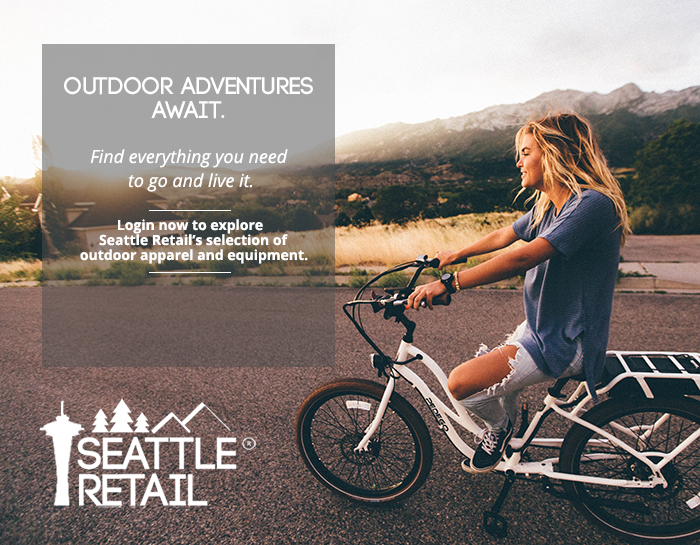 OUTDOOR ADVENTURES
AWAIT.
Find everything you need
to go and live it.
Login now to explore
Seattle Retail's selection of
outdoor apparel and equipment.
SEATTLE ®
RETAIL
PEDEGO